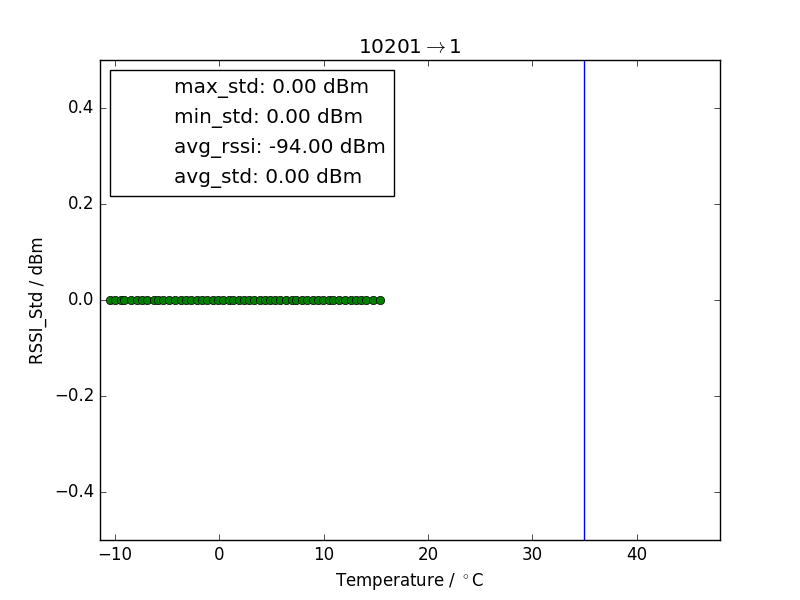 10201→1
max_std: 0.00 dBm
min_std: 0.00 dBm
avg_rssi: -94.00 dBm
avg_std: 0.00 dBm
RSSI_Std / dBm
0.4
0.2
0.0
−0.2
−0.4
−10 0 10 20 30 40
Temperature / °C